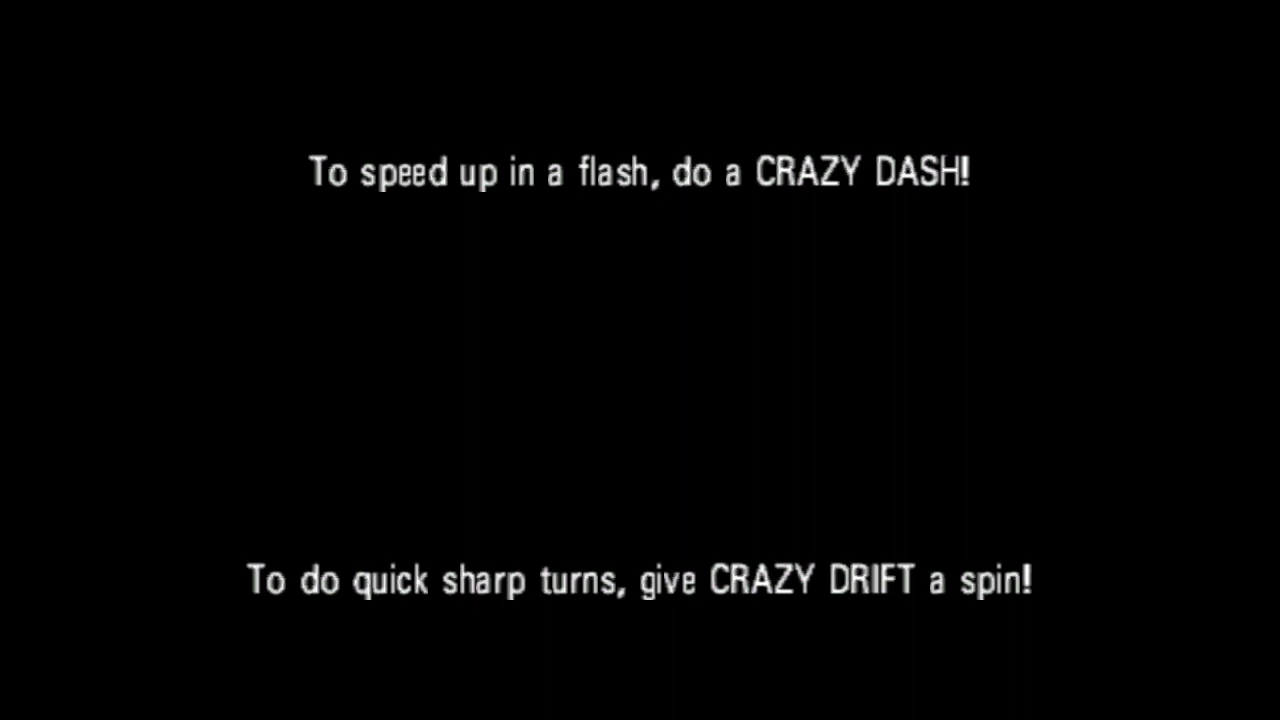 To speed up in a flash, do a CRAZY DASH!
To do quick sharp turns, give CRAZY DRIFT a spin!